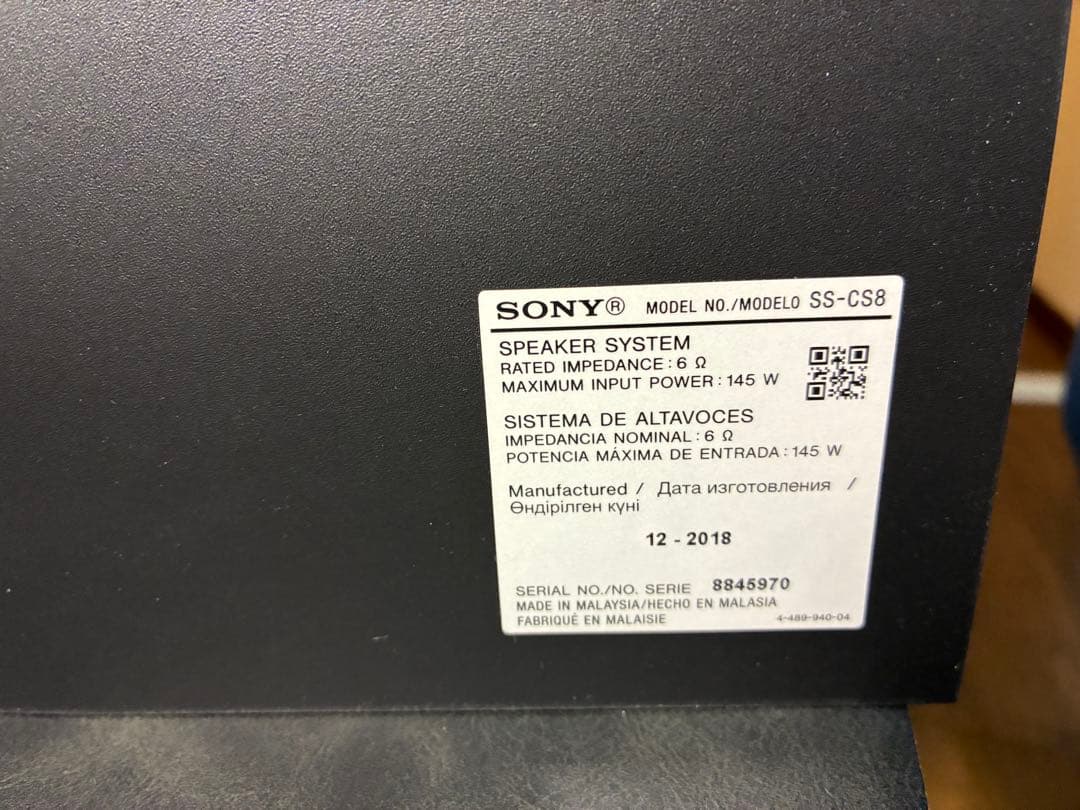 SONY® MODEL NO./MODELO SS-CS8
SPEAKER SYSTEM
RATED IMPEDANCE : 6 Ω
MAXIMUM INPUT POWER : 145 W
SISTEMA DE ALTAVOCES
IMPEDANCIA NOMINAL : 6 Ω
POTENCIA MÁXIMA DE ENTRADA : 145 W
Manufactured / Дата изготовления /
Өндірілген күні
12 - 2018
SERIAL NO./NO. SERIE 8845970
MADE IN MALAYSIA/HECHO EN MALASIA
FABRIQUÉ EN MALAISIE 4-489-940-04